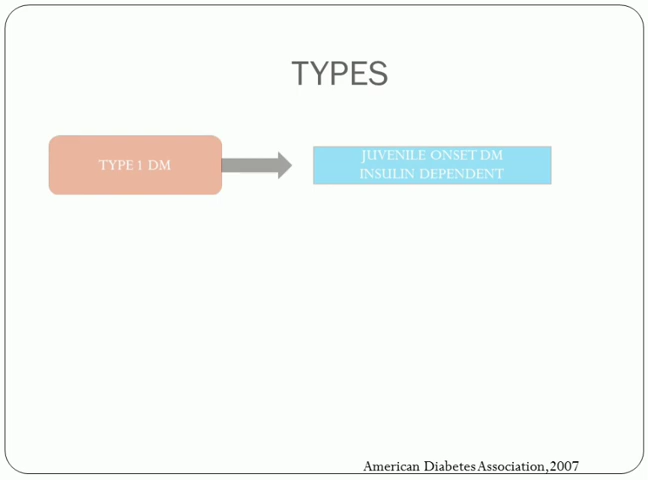 TYPES
TYPE 1 DM
JUVENILE ONSET DM
INSULIN DEPENDENT
American Diabetes Association,2007